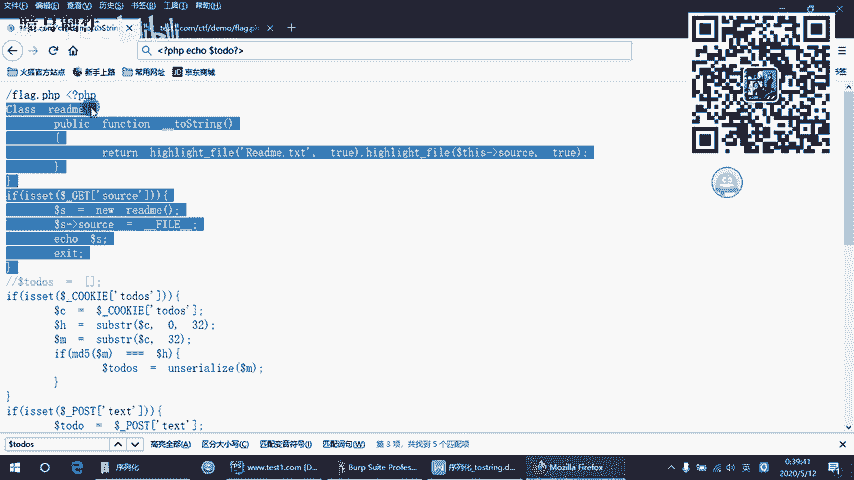 文件(F) 编辑(E) 查看(V) 历史(S) 书签(B) 工具(T) 帮助(H)
test1.com/ctf/demo/flag.p
<?php echo $todo?>
火狐官方站点 新手上路 常用网址 京东商城
/flag.php <?php
Class readme
public function __toString()
{
return highlight_file('Readme.txt', true).highlight_file($this->source, true);
}
}
if(isset($_GET['source'])){
$s = new readme();
$s->source = __FILE__;
echo $s;
exit;
}
//$todos = [];
if(isset($_COOKIE['todos'])){
$c = $_COOKIE['todos'];
$h = substr($c, 0, 32);
$m = substr($c, 32);
if(md5($m) === $h){
$todos = unserialize($m);
}
}
if(isset($_POST['text'])){
$todo = $_POST['text'];
$todos
高亮全部(A) 区分大小写(C) 匹配变音符号(I) 匹配词句(W) 第 3 项，共找到 5 个匹配项
序列化 www.test1.com [D... Burp Suite Profes... 序列化_tostring.d... Mozilla Firefox
英
0:39:41
2020/5/12